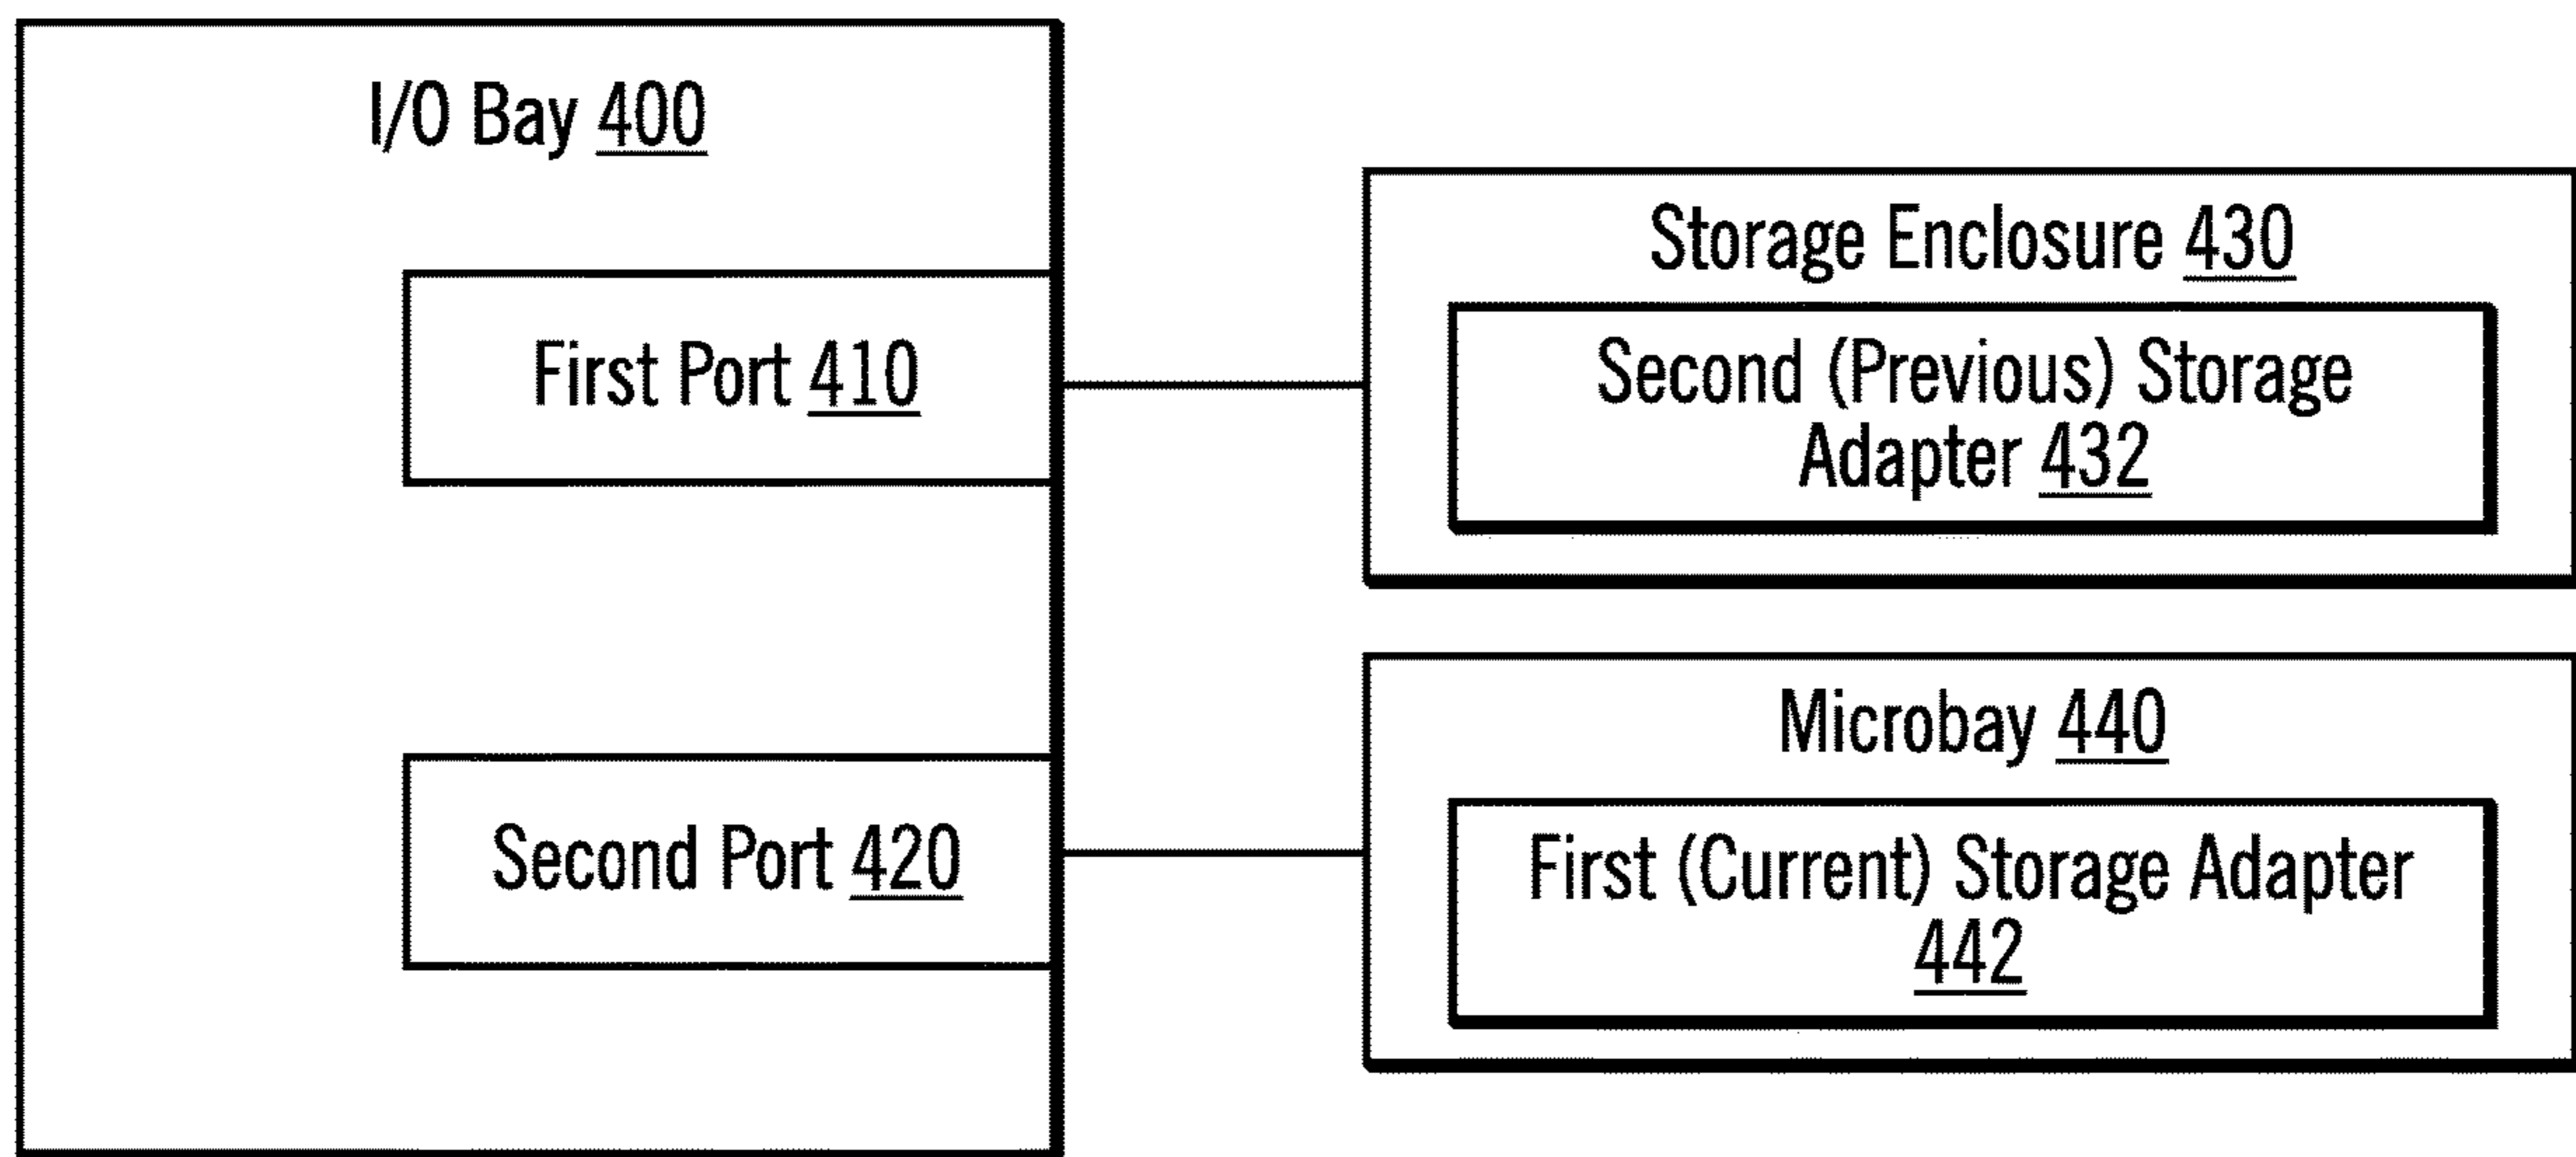 I/O Bay 400
First Port 410
Second Port 420
Storage Enclosure 430
Second (Previous) Storage
Adapter 432
Microbay 440
First (Current) Storage Adapter
442